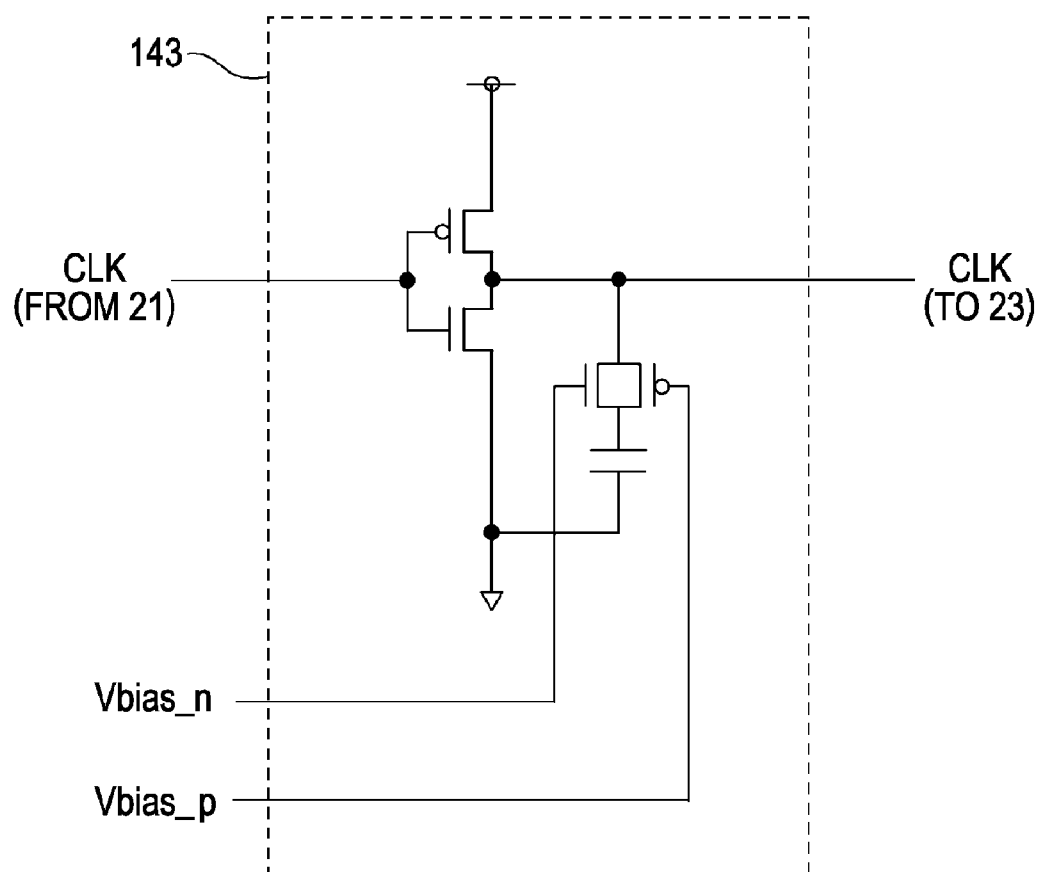 143
CLK
(FROM 21)
CLK
(TO 23)
Vbias_n
Vbias_p